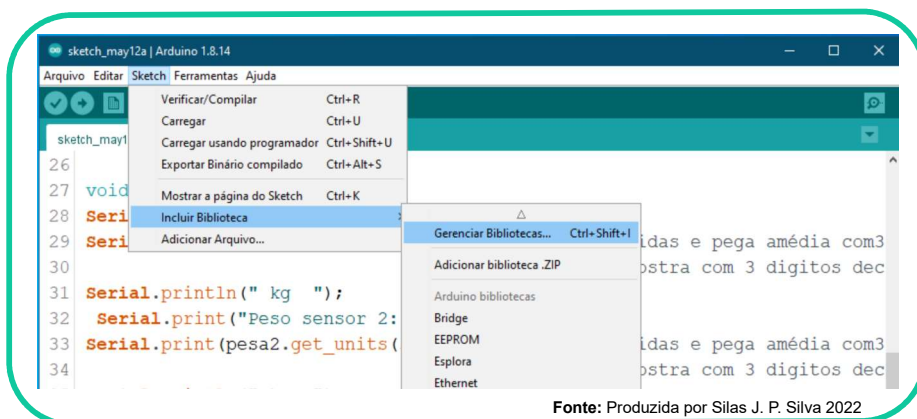 sketch_may12a | Arduino 1.8.14
Arquivo Editar Sketch Ferramentas Ajuda
Verificar/Compilar Ctrl+R
Carregar Ctrl+U
sketch_may1 Carregar usando programador Ctrl+Shift+U
26 Exportar Binário compilado Ctrl+Alt+S
27 void Mostrar a página do Sketch Ctrl+K
28 Seri Incluir Biblioteca
29 Seri Adicionar Arquivo... Gerenciar Bibliotecas... Ctrl+Shift+I idas e pega amédia com3
30 Adicionar biblioteca .ZIP ostra com 3 digitos dec
31 Serial.println(" kg "); Arduino bibliotecas
32 Serial.print("Peso sensor 2: Bridge
33 Serial.print(pesa2.get_units( EEPROM idas e pega amédia com3
34 Esplora ostra com 3 digitos dec
Ethernet
Fonte: Produzida por Silas J. P. Silva 2022